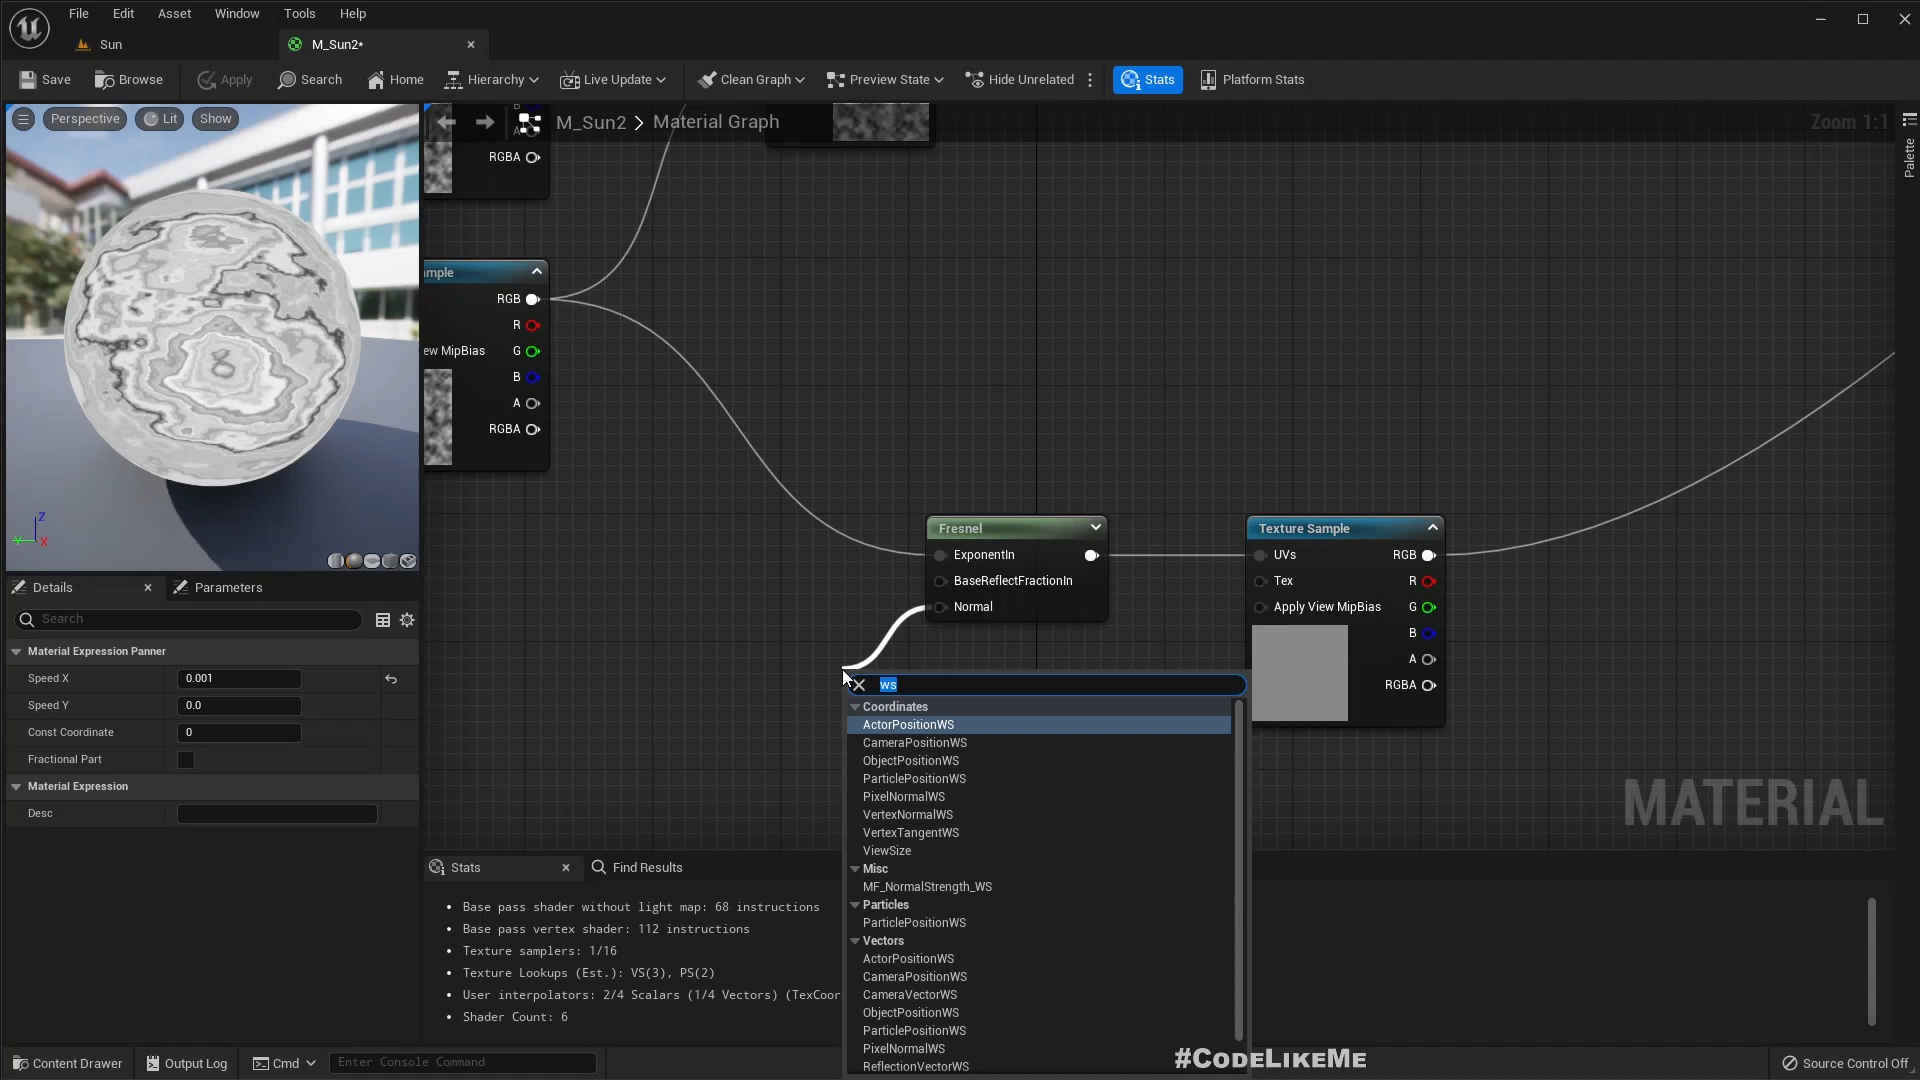 File Edit Asset Window Tools Help
Sun M_Sun2*
Save Browse Apply Search Home Hierarchy Live Update Clean Graph Preview State Hide Unrelated Stats Platform Stats
Perspective Lit Show
M_Sun2 Material Graph
Zoom 1:1
Palette
B
A
RGBA
RGB
R
G
B
A
RGBA
Fresnel
ExponentIn
BaseReflectFractionIn
Normal
Texture Sample
UVs RGB
Tex R
Apply View MipBias G
B
A
RGBA
Z
X
Details Parameters
Search
Material Expression Panner
Speed X 0.001
Speed Y 0.0
Const Coordinate 0
Fractional Part
Material Expression
Desc
ws
Coordinates
ActorPositionWS
CameraPositionWS
ObjectPositionWS
ParticlePositionWS
PixelNormalWS
VertexNormalWS
VertexTangentWS
ViewSize
Misc
MF_NormalStrength_WS
Particles
ParticlePositionWS
Vectors
ActorPositionWS
CameraPositionWS
CameraVectorWS
ObjectPositionWS
ParticlePositionWS
PixelNormalWS
ReflectionVectorWS
MATERIAL
Stats Find Results
Base pass shader without light map: 68 instructions
Base pass vertex shader: 112 instructions
Texture samplers: 1/16
Texture Lookups (Est.): VS(3), PS(2)
User interpolators: 2/4 Scalars (1/4 Vectors)
Shader Count: 6
#CodeLikeMe
Content Drawer Output Log Cmd Enter Console Command Source Control Off